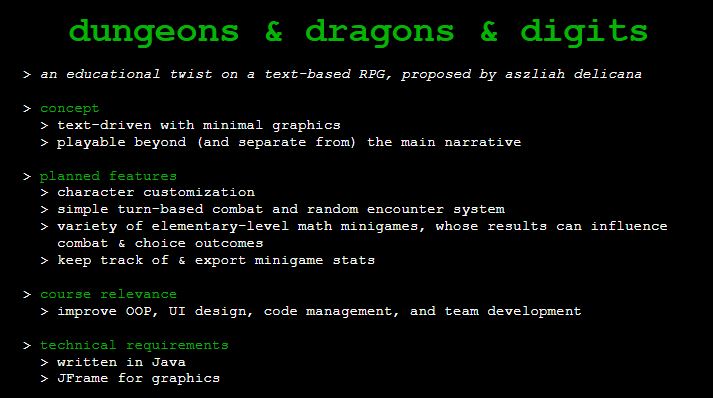 dungeons & dragons & digits
> an educational twist on a text-based RPG, proposed by aszliah delicana
> concept
> text-driven with minimal graphics
> playable beyond (and separate from) the main narrative
> planned features
> character customization
> simple turn-based combat and random encounter system
> variety of elementary-level math minigames, whose results can influence
combat & choice outcomes
> keep track of & export minigame stats
> course relevance
> improve OOP, UI design, code management, and team development
> technical requirements
> written in Java
> JFrame for graphics